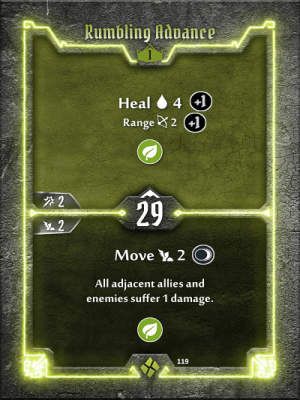 Rumbling Advance
1
Heal 4 +1
Range 2 +1
2
29
2
Move 2
All adjacent allies and
enemies suffer 1 damage.
119